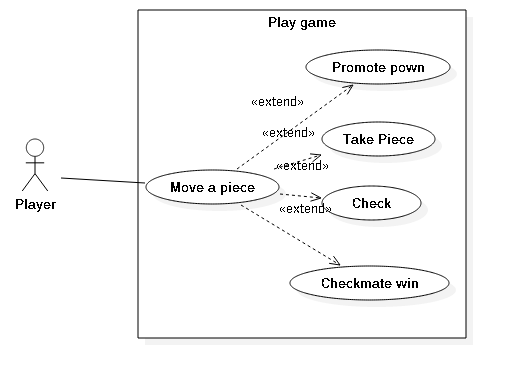 Play game
Promote pown
«extend»
«extend»
Take Piece
«extend»
Move a piece
Check
«extend»
Player
Checkmate win